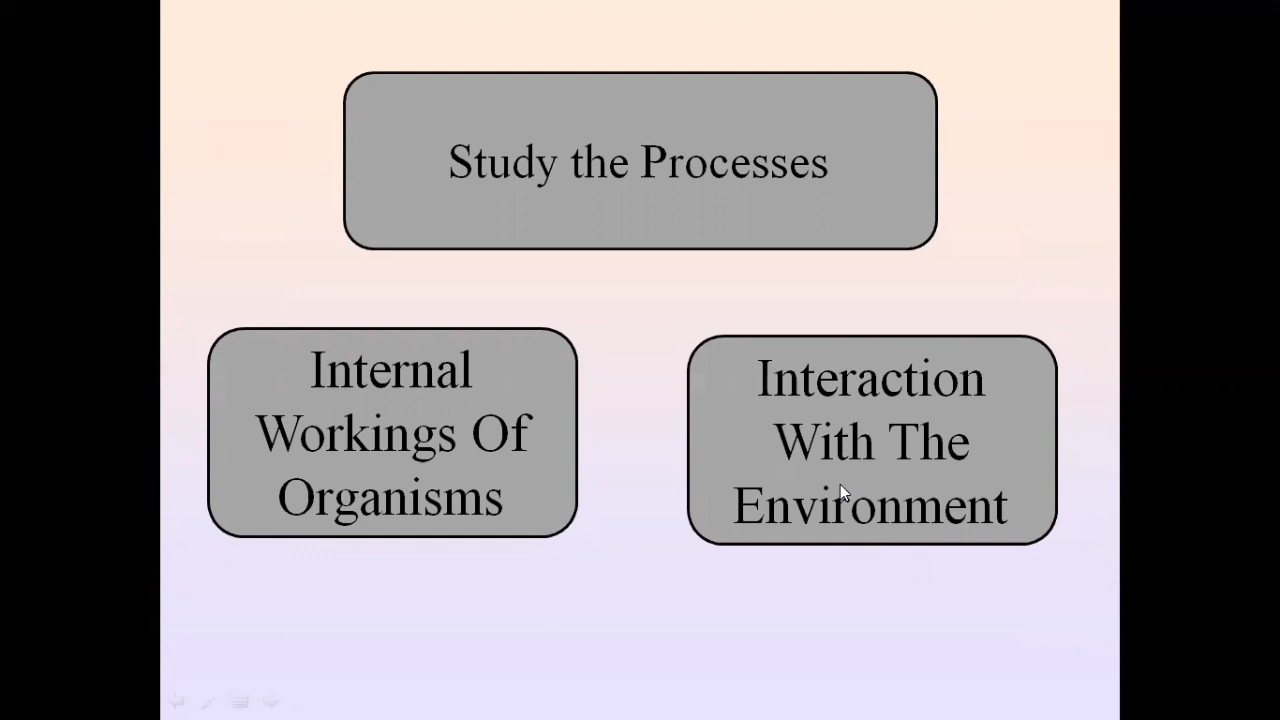 Study the Processes
Internal
Workings Of
Organisms
Interaction
With The
Environment